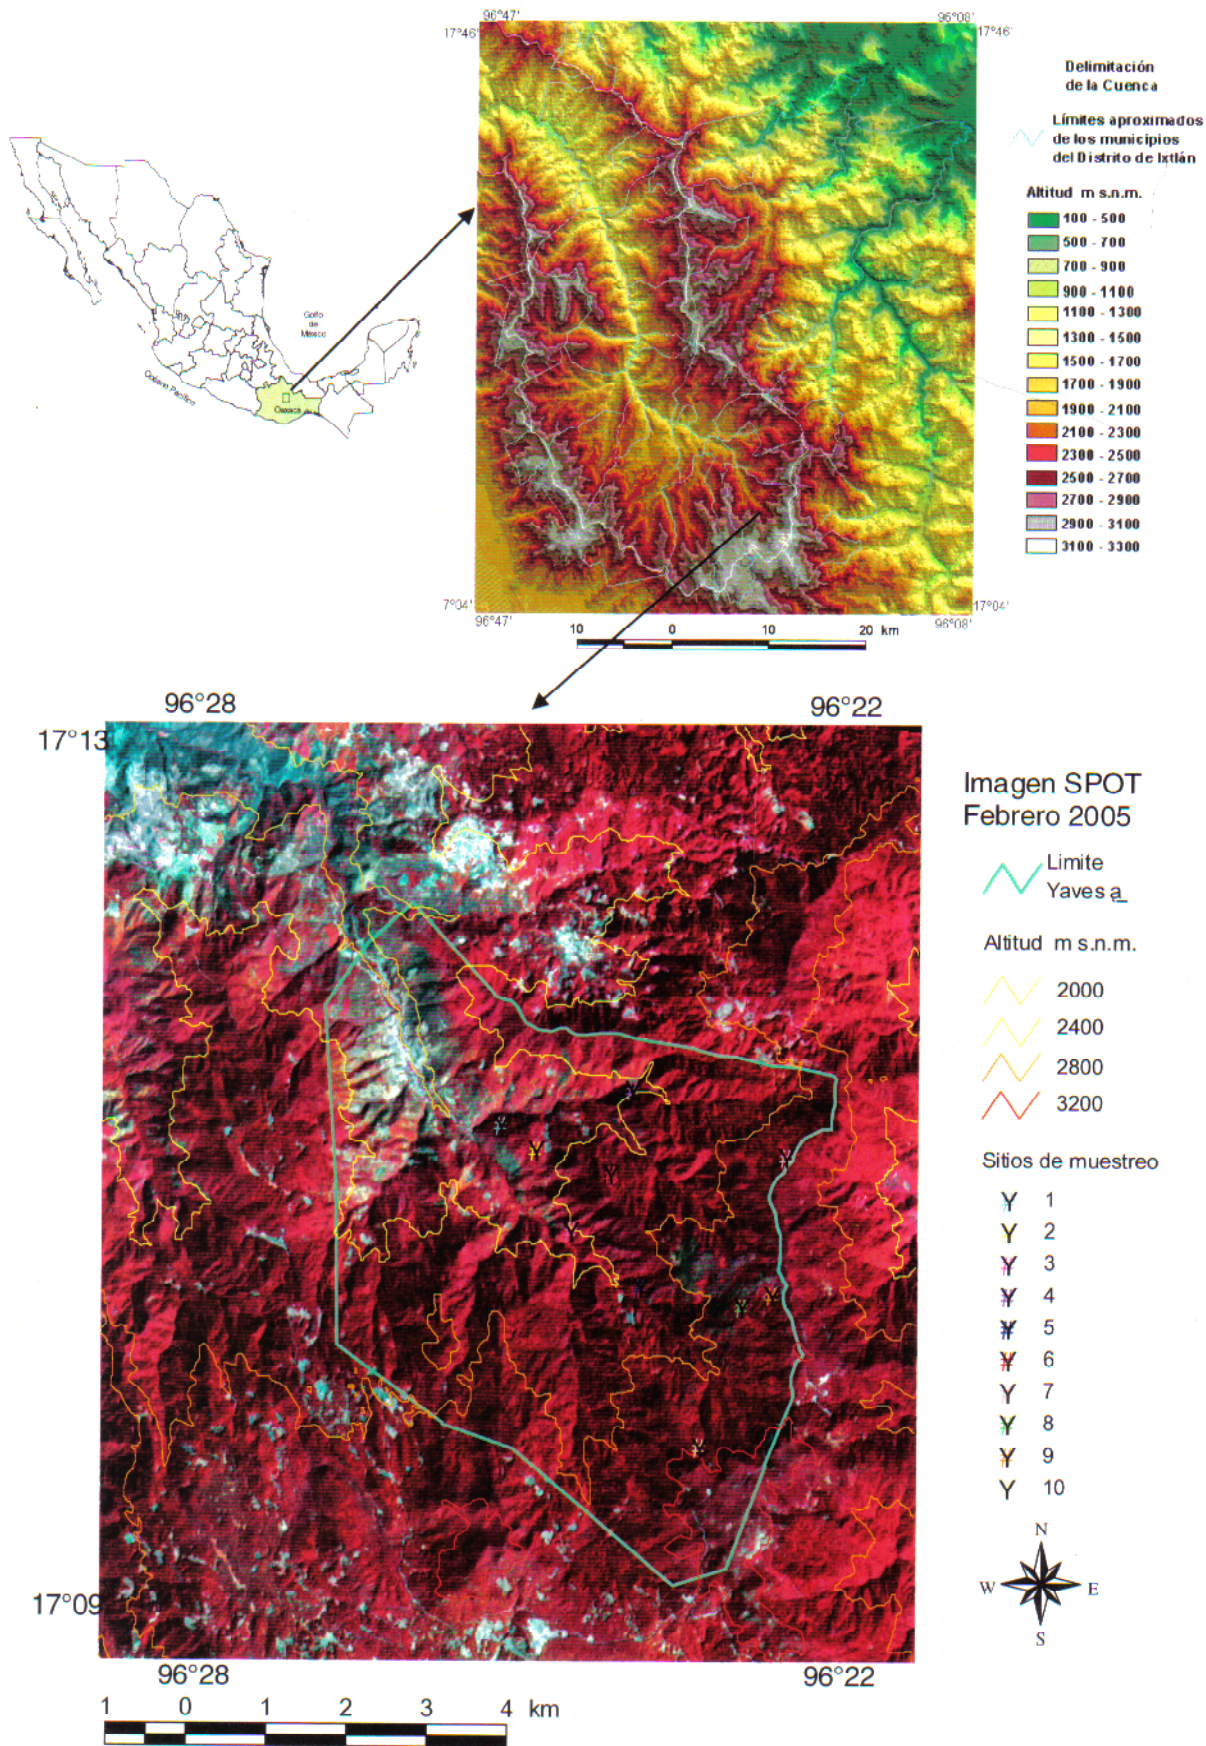 96°47'
96°08'
17°46'
17°46'
Delimitación
de la Cuenca
Límites aproximados
de los municipios
del Distrito de Ixtlán
Altitud m s.n.m.
100 - 500
500 - 700
700 - 900
900 - 1100
1100 - 1300
1300 - 1500
1500 - 1700
1700 - 1900
1900 - 2100
2100 - 2300
2300 - 2500
2500 - 2700
2700 - 2900
2900 - 3100
3100 - 3300
Golfo
de
México
Océano Pacífico
Oaxaca
7°04'
17°04'
96°47'
96°08'
10 0 10 20 km
96°28
96°22
17°13
Imagen SPOT
Febrero 2005
Limite
Yavesa
Altitud m s.n.m.
2000
2400
2800
3200
Sitios de muestreo
1
2
3
4
5
6
7
8
9
10
N
W E
S
17°09
96°28
96°22
1 0 1 2 3 4 km